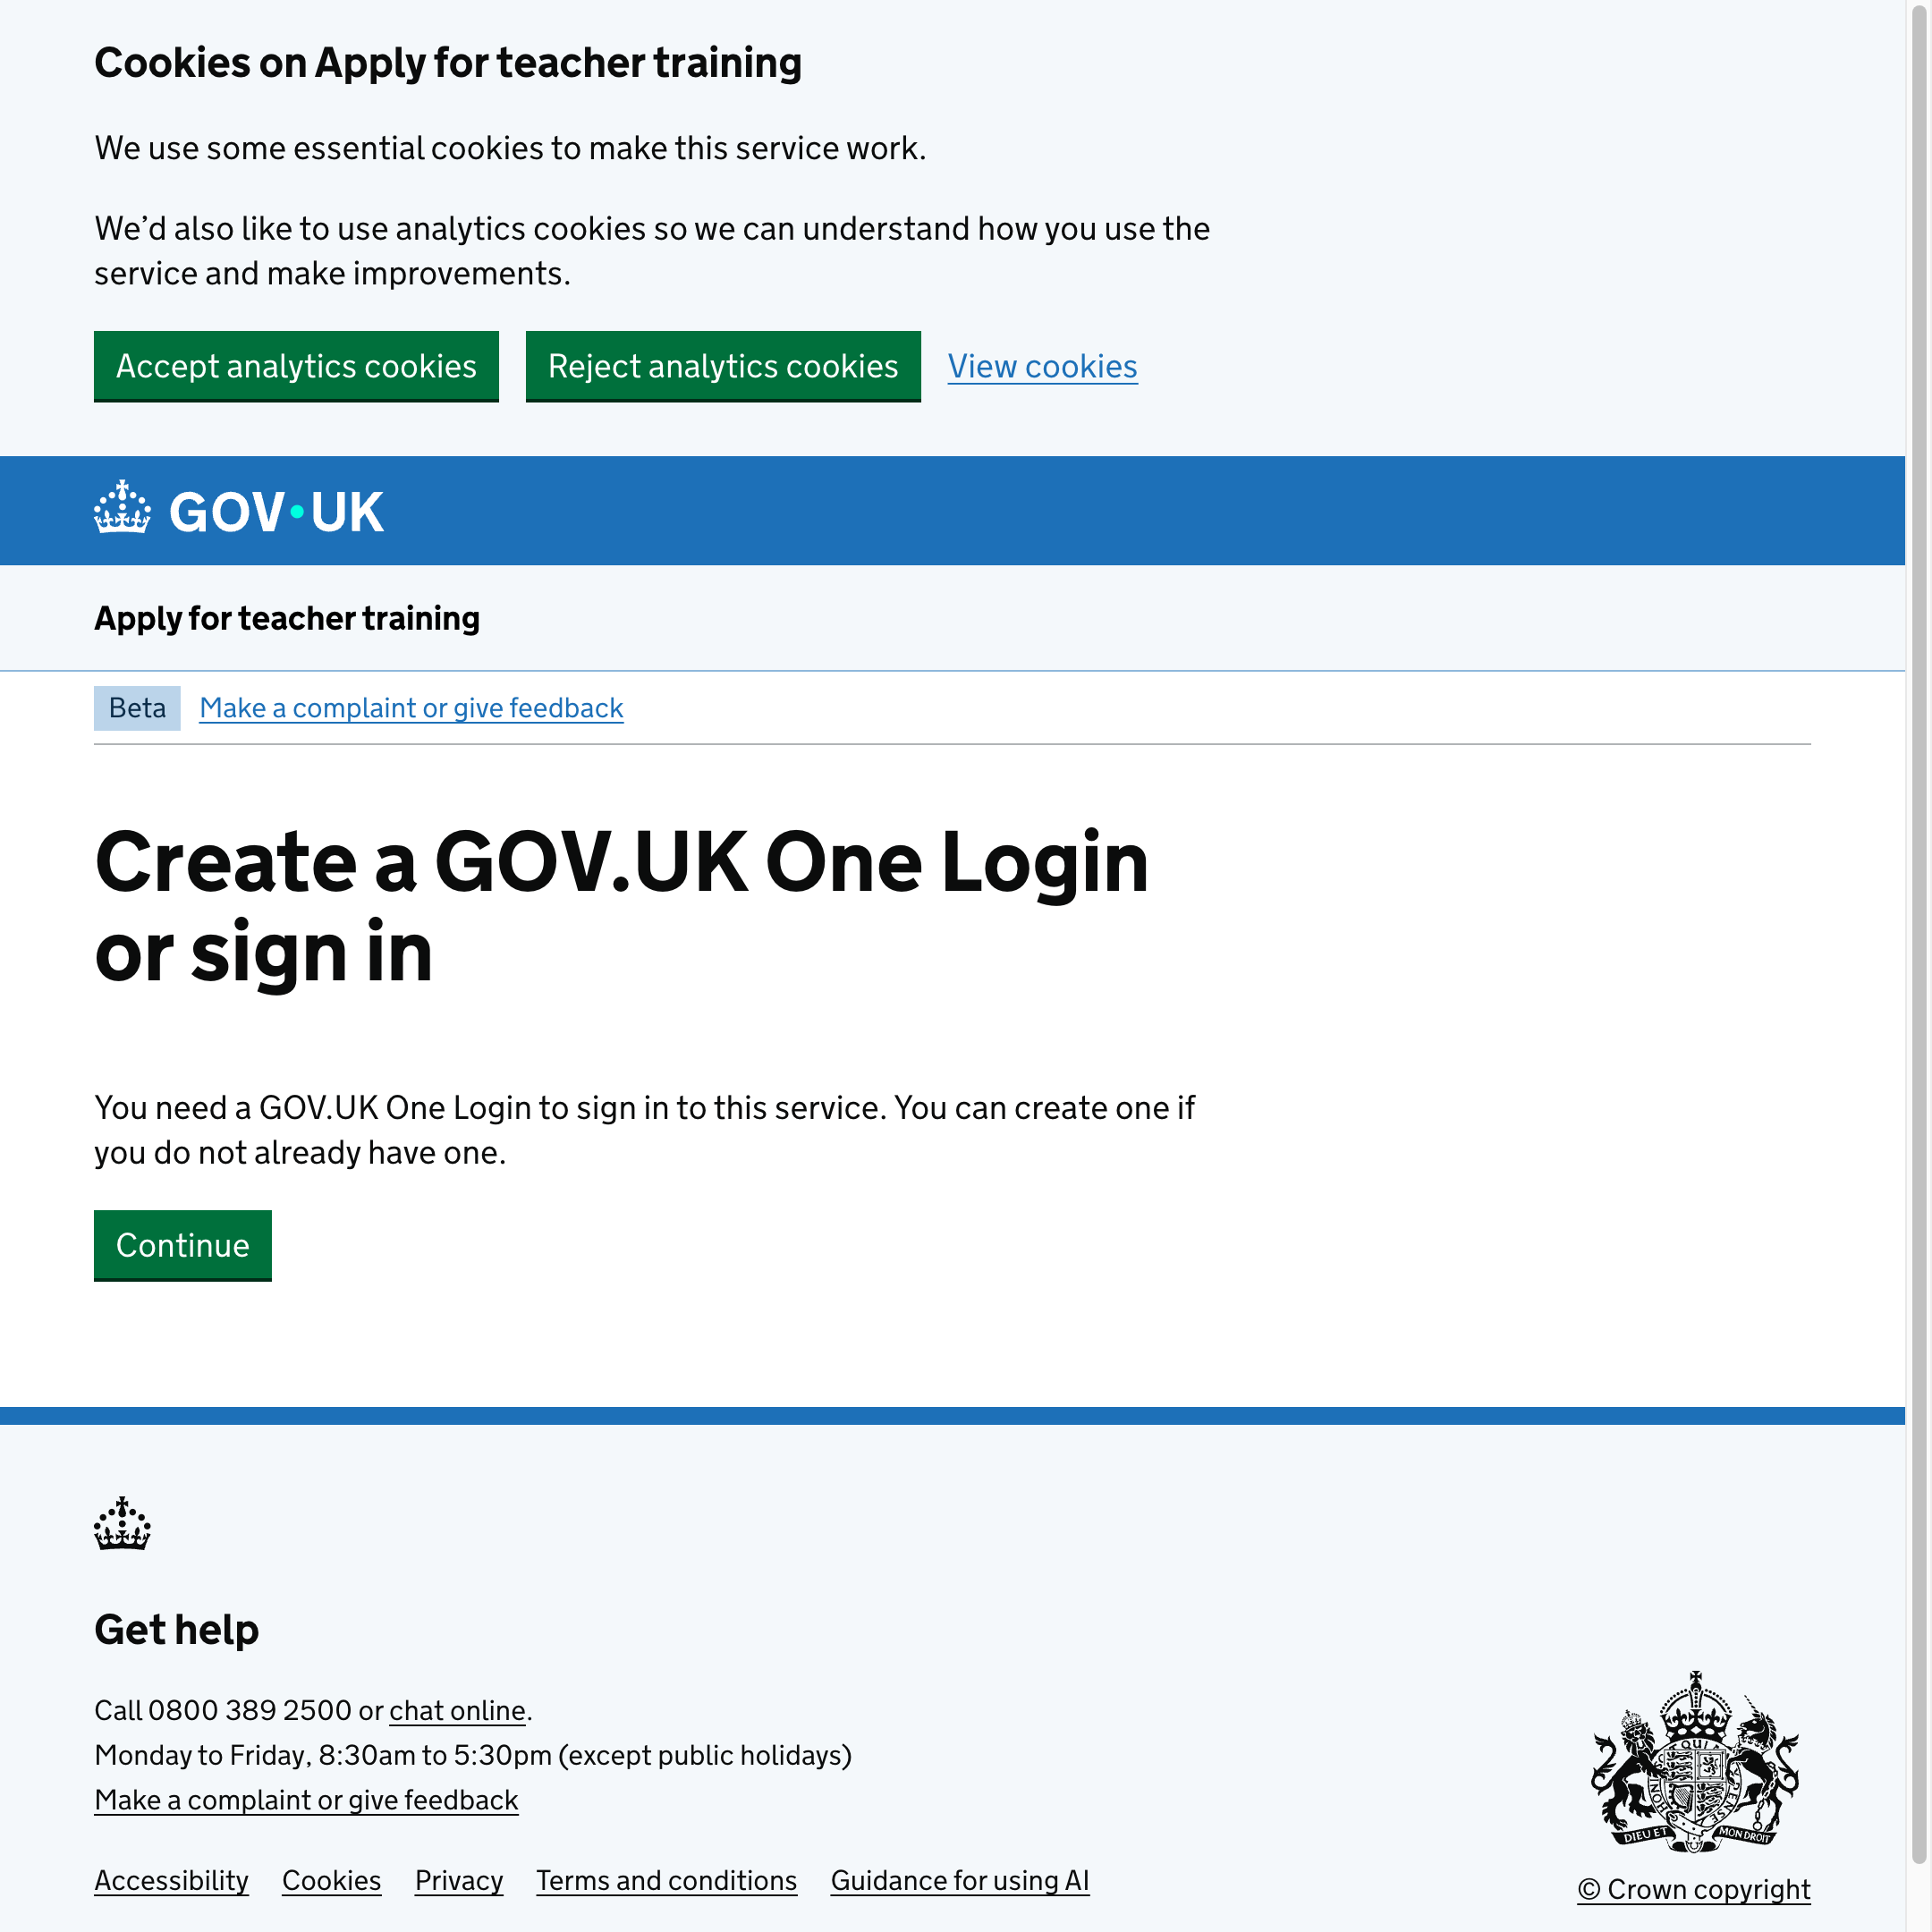 Cookies on Apply for teacher training
We use some essential cookies to make this service work.
We’d also like to use analytics cookies so we can understand how you use the
service and make improvements.
Accept analytics cookies
Reject analytics cookies
View cookies
GOV•UK
Apply for teacher training
Beta
Make a complaint or give feedback
Create a GOV.UK One Login
or sign in
You need a GOV.UK One Login to sign in to this service. You can create one if
you do not already have one.
Continue
Get help
Call 0800 389 2500 or chat online.
Monday to Friday, 8:30am to 5:30pm (except public holidays)
Make a complaint or give feedback
DIEU ET MON DROIT
Accessibility
Cookies
Privacy
Terms and conditions
Guidance for using AI
© Crown copyright